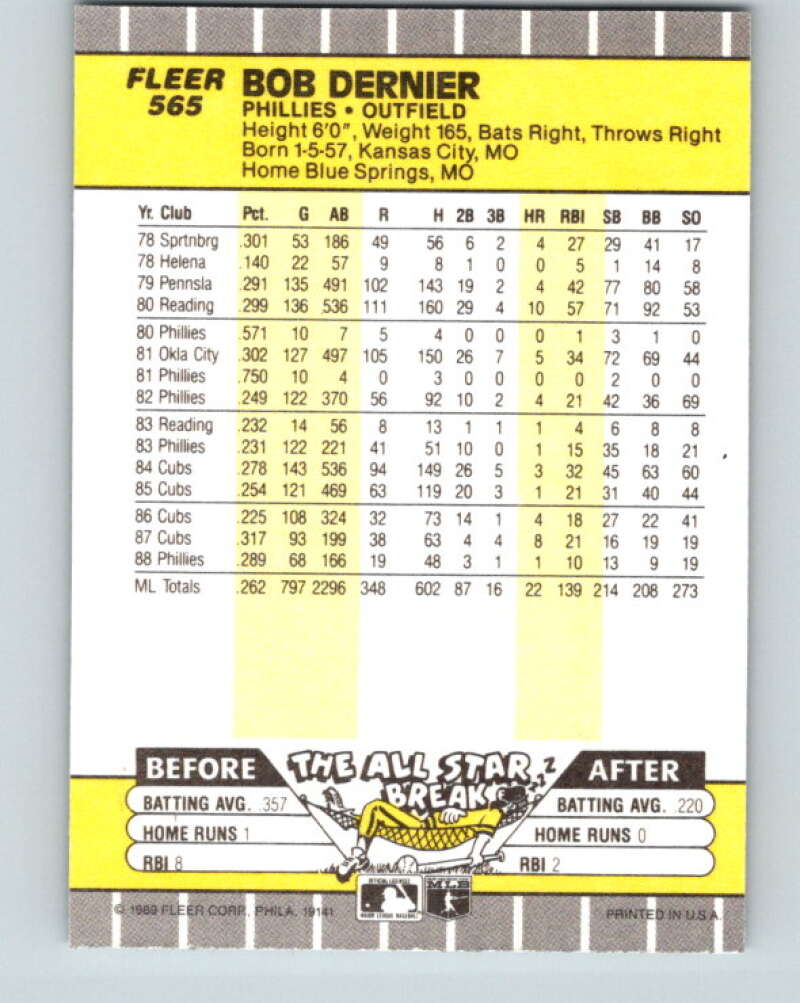 FLEER
565
BOB DERNIER
PHILLIES • OUTFIELD
Height 6'0", Weight 165, Bats Right, Throws Right
Born 1-5-57, Kansas City, MO
Home Blue Springs, MO
Yr. Club Pct. G AB R H 2B 3B HR RBI SB BB SO
78 Sprtnbrg .301 53 186 49 56 6 2 4 27 29 41 17
78 Helena .140 22 57 9 8 1 0 0 5 1 14 8
79 Pennsla .291 135 491 102 143 19 2 4 42 77 80 58
80 Reading .299 136 536 111 160 29 4 10 57 71 92 53
80 Phillies .571 10 7 5 4 0 0 0 1 3 1 0
81 Okla City .302 127 497 105 150 26 7 5 34 72 69 44
81 Phillies .750 10 4 0 3 0 0 0 0 2 0 0
82 Phillies .249 122 370 56 92 10 2 4 21 42 36 69
83 Reading .232 14 56 8 13 1 1 1 4 6 8 8
83 Phillies .231 122 221 41 51 10 0 1 15 35 18 21
84 Cubs .278 143 536 94 149 26 5 3 32 45 63 60
85 Cubs .254 121 469 63 119 20 3 1 21 31 40 44
86 Cubs .225 108 324 32 73 14 1 4 18 27 22 41
87 Cubs .317 93 199 38 63 4 4 8 21 16 19 19
88 Phillies .289 68 166 19 48 3 1 1 10 13 9 19
ML Totals .262 797 2296 348 602 87 16 22 139 214 208 273
BEFORE THE ALL STAR BREAK ZZZ AFTER
BATTING AVG. .357 BATTING AVG. .220
HOME RUNS 1 HOME RUNS 0
RBI 8 RBI 2
OFFICIAL LICENSEE
MAJOR LEAGUE BASEBALL
MLB
© 1989 FLEER CORP., PHILA. 19141 PRINTED IN U.S.A.